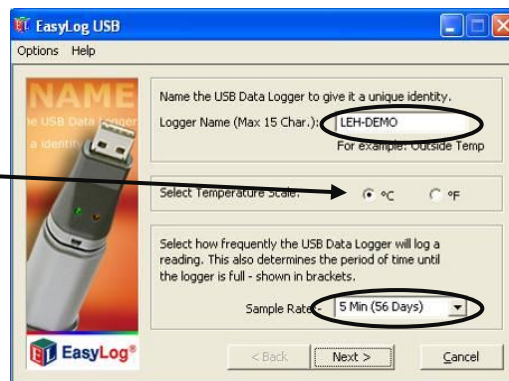 EasyLog USB
Options Help
NAME
the USB Data Logger
a identity
Name the USB Data Logger to give it a unique identity.
Logger Name (Max 15 Char.): LEH-DEMO
For example: Outside Temp
Select Temperature Scale: °C °F
Select how frequently the USB Data Logger will log a
reading. This also determines the period of time until
the logger is full - shown in brackets.
Sample Rate:- 5 Min (56 Days)
EasyLog®
< Back Next > Cancel